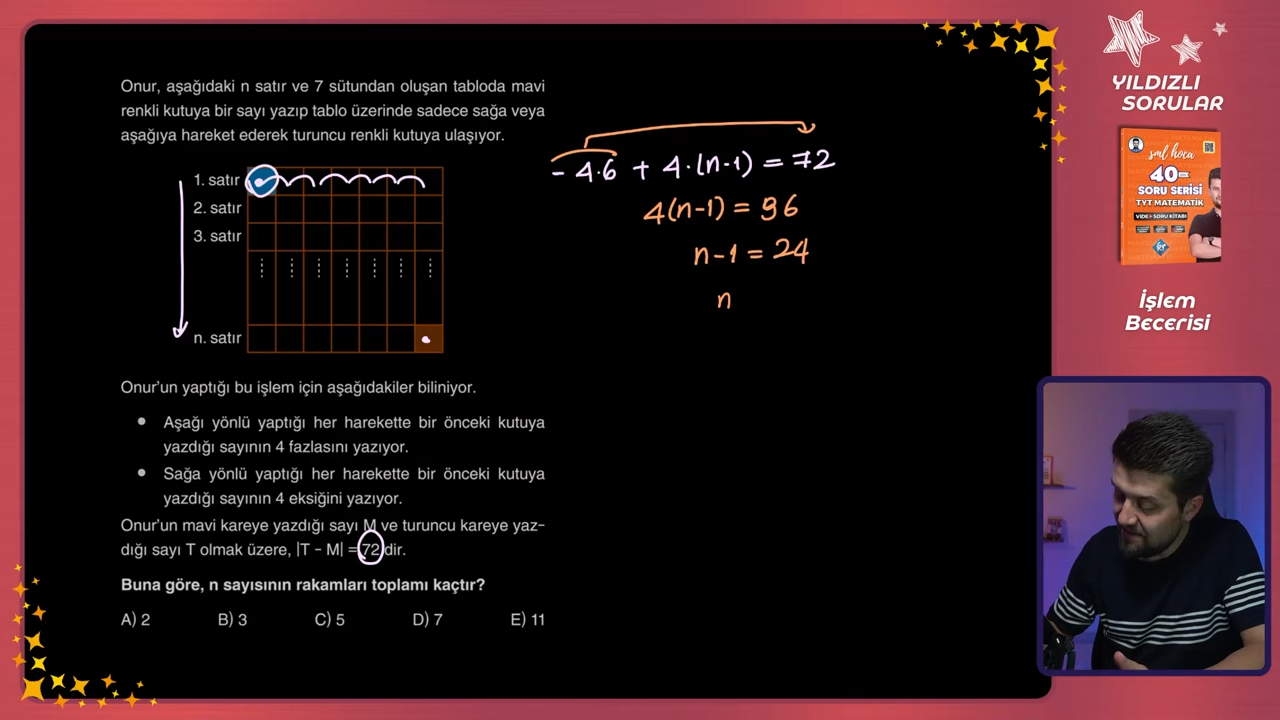 Onur, aşağıdaki n satır ve 7 sütundan oluşan tabloda mavi
renkli kutuya bir sayı yazıp tablo üzerinde sadece sağa veya
aşağıya hareket ederek turuncu renkli kutuya ulaşıyor.
1. satır
2. satır
3. satır
n. satır
Onur'un yaptığı bu işlem için aşağıdakiler biliniyor.
• Aşağı yönlü yaptığı her harekette bir önceki kutuya
yazdığı sayının 4 fazlasını yazıyor.
• Sağa yönlü yaptığı her harekette bir önceki kutuya
yazdığı sayının 4 eksiğini yazıyor.
Onur'un mavi kareye yazdığı sayı M ve turuncu kareye yaz-
dığı sayı T olmak üzere, |T - M| = 72 dir.
Buna göre, n sayısının rakamları toplamı kaçtır?
A) 2 B) 3 C) 5 D) 7 E) 11
- 4.6 + 4.(n-1) = 72
4(n-1) = 96
n-1 = 24
n
YILDIZLI
SORULAR
sml hoca
40
SORU SERİSİ
TYT MATEMATİK
İşlem
Becerisi